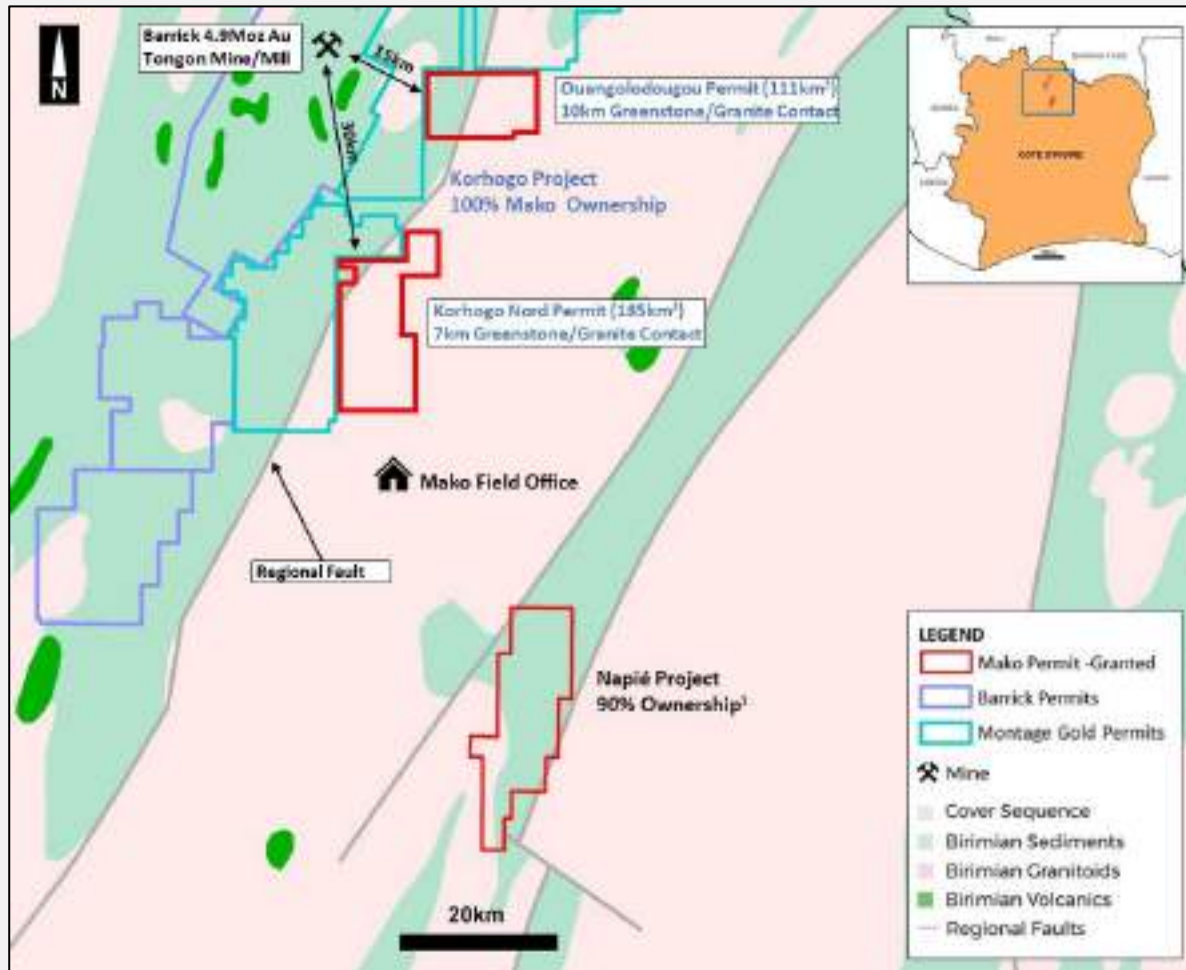 N
Barrick 4.9Moz Au
Tongon Mine/Mill
15km
30km
Ouangolodougou Permit (111km²)
10km Greenstone/Granite Contact
Korhogo Project
100% Mako Ownership
Korhogo Nord Permit (185km²)
7km Greenstone/Granite Contact
COTE D'IVOIRE
Mako Field Office
Regional Fault
Napié Project
90% Ownership¹
20km
LEGEND
Mako Permit -Granted
Barrick Permits
Montage Gold Permits
Mine
Cover Sequence
Birimian Sediments
Birimian Granitoids
Birimian Volcanics
Regional Faults